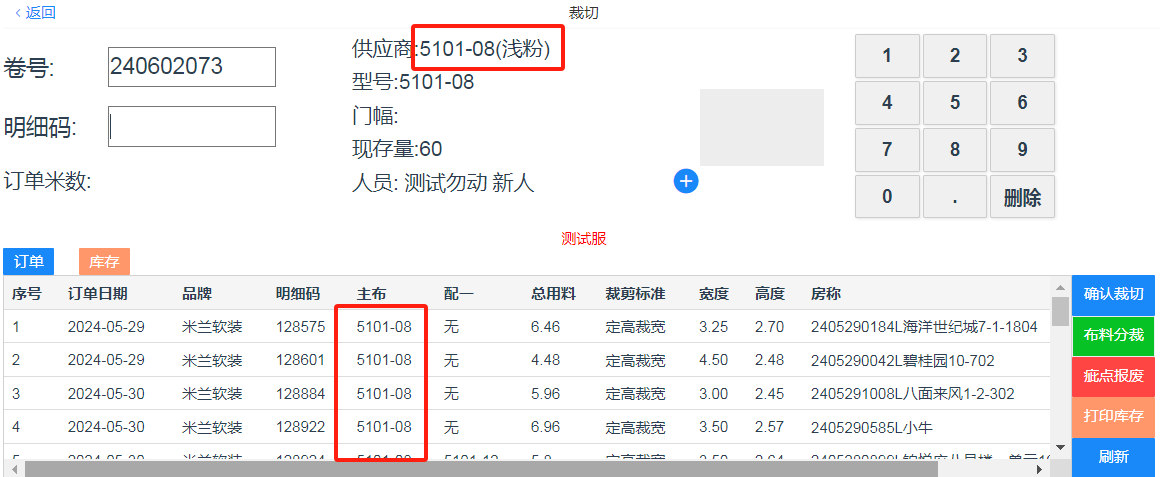 返回
裁切
卷号:
240602073
供应商:5101-08(浅粉)
型号:5101-08
明细码:
门幅:
现存量:60
订单米数:
人员: 测试勿动 新人
1 2 3
4 5 6
7 8 9
0 . 删除
测试服
订单 库存
序号 订单日期 品牌 明细码 主布 配一 总用料 裁剪标准 宽度 高度 房称
1 2024-05-29 米兰软装 128575 5101-08 无 6.46 定高裁宽 3.25 2.70 2405290184L海洋世纪城7-1-1804
2 2024-05-29 米兰软装 128601 5101-08 无 4.48 定高裁宽 4.50 2.48 2405290042L碧桂园10-702
3 2024-05-30 米兰软装 128884 5101-08 无 5.96 定高裁宽 3.00 2.45 2405291008L八面来风1-2-302
4 2024-05-30 米兰软装 128922 5101-08 无 6.96 定高裁宽 3.50 2.57 2405290585L小牛
确认裁切
布料分裁
疵点报废
打印库存
刷新